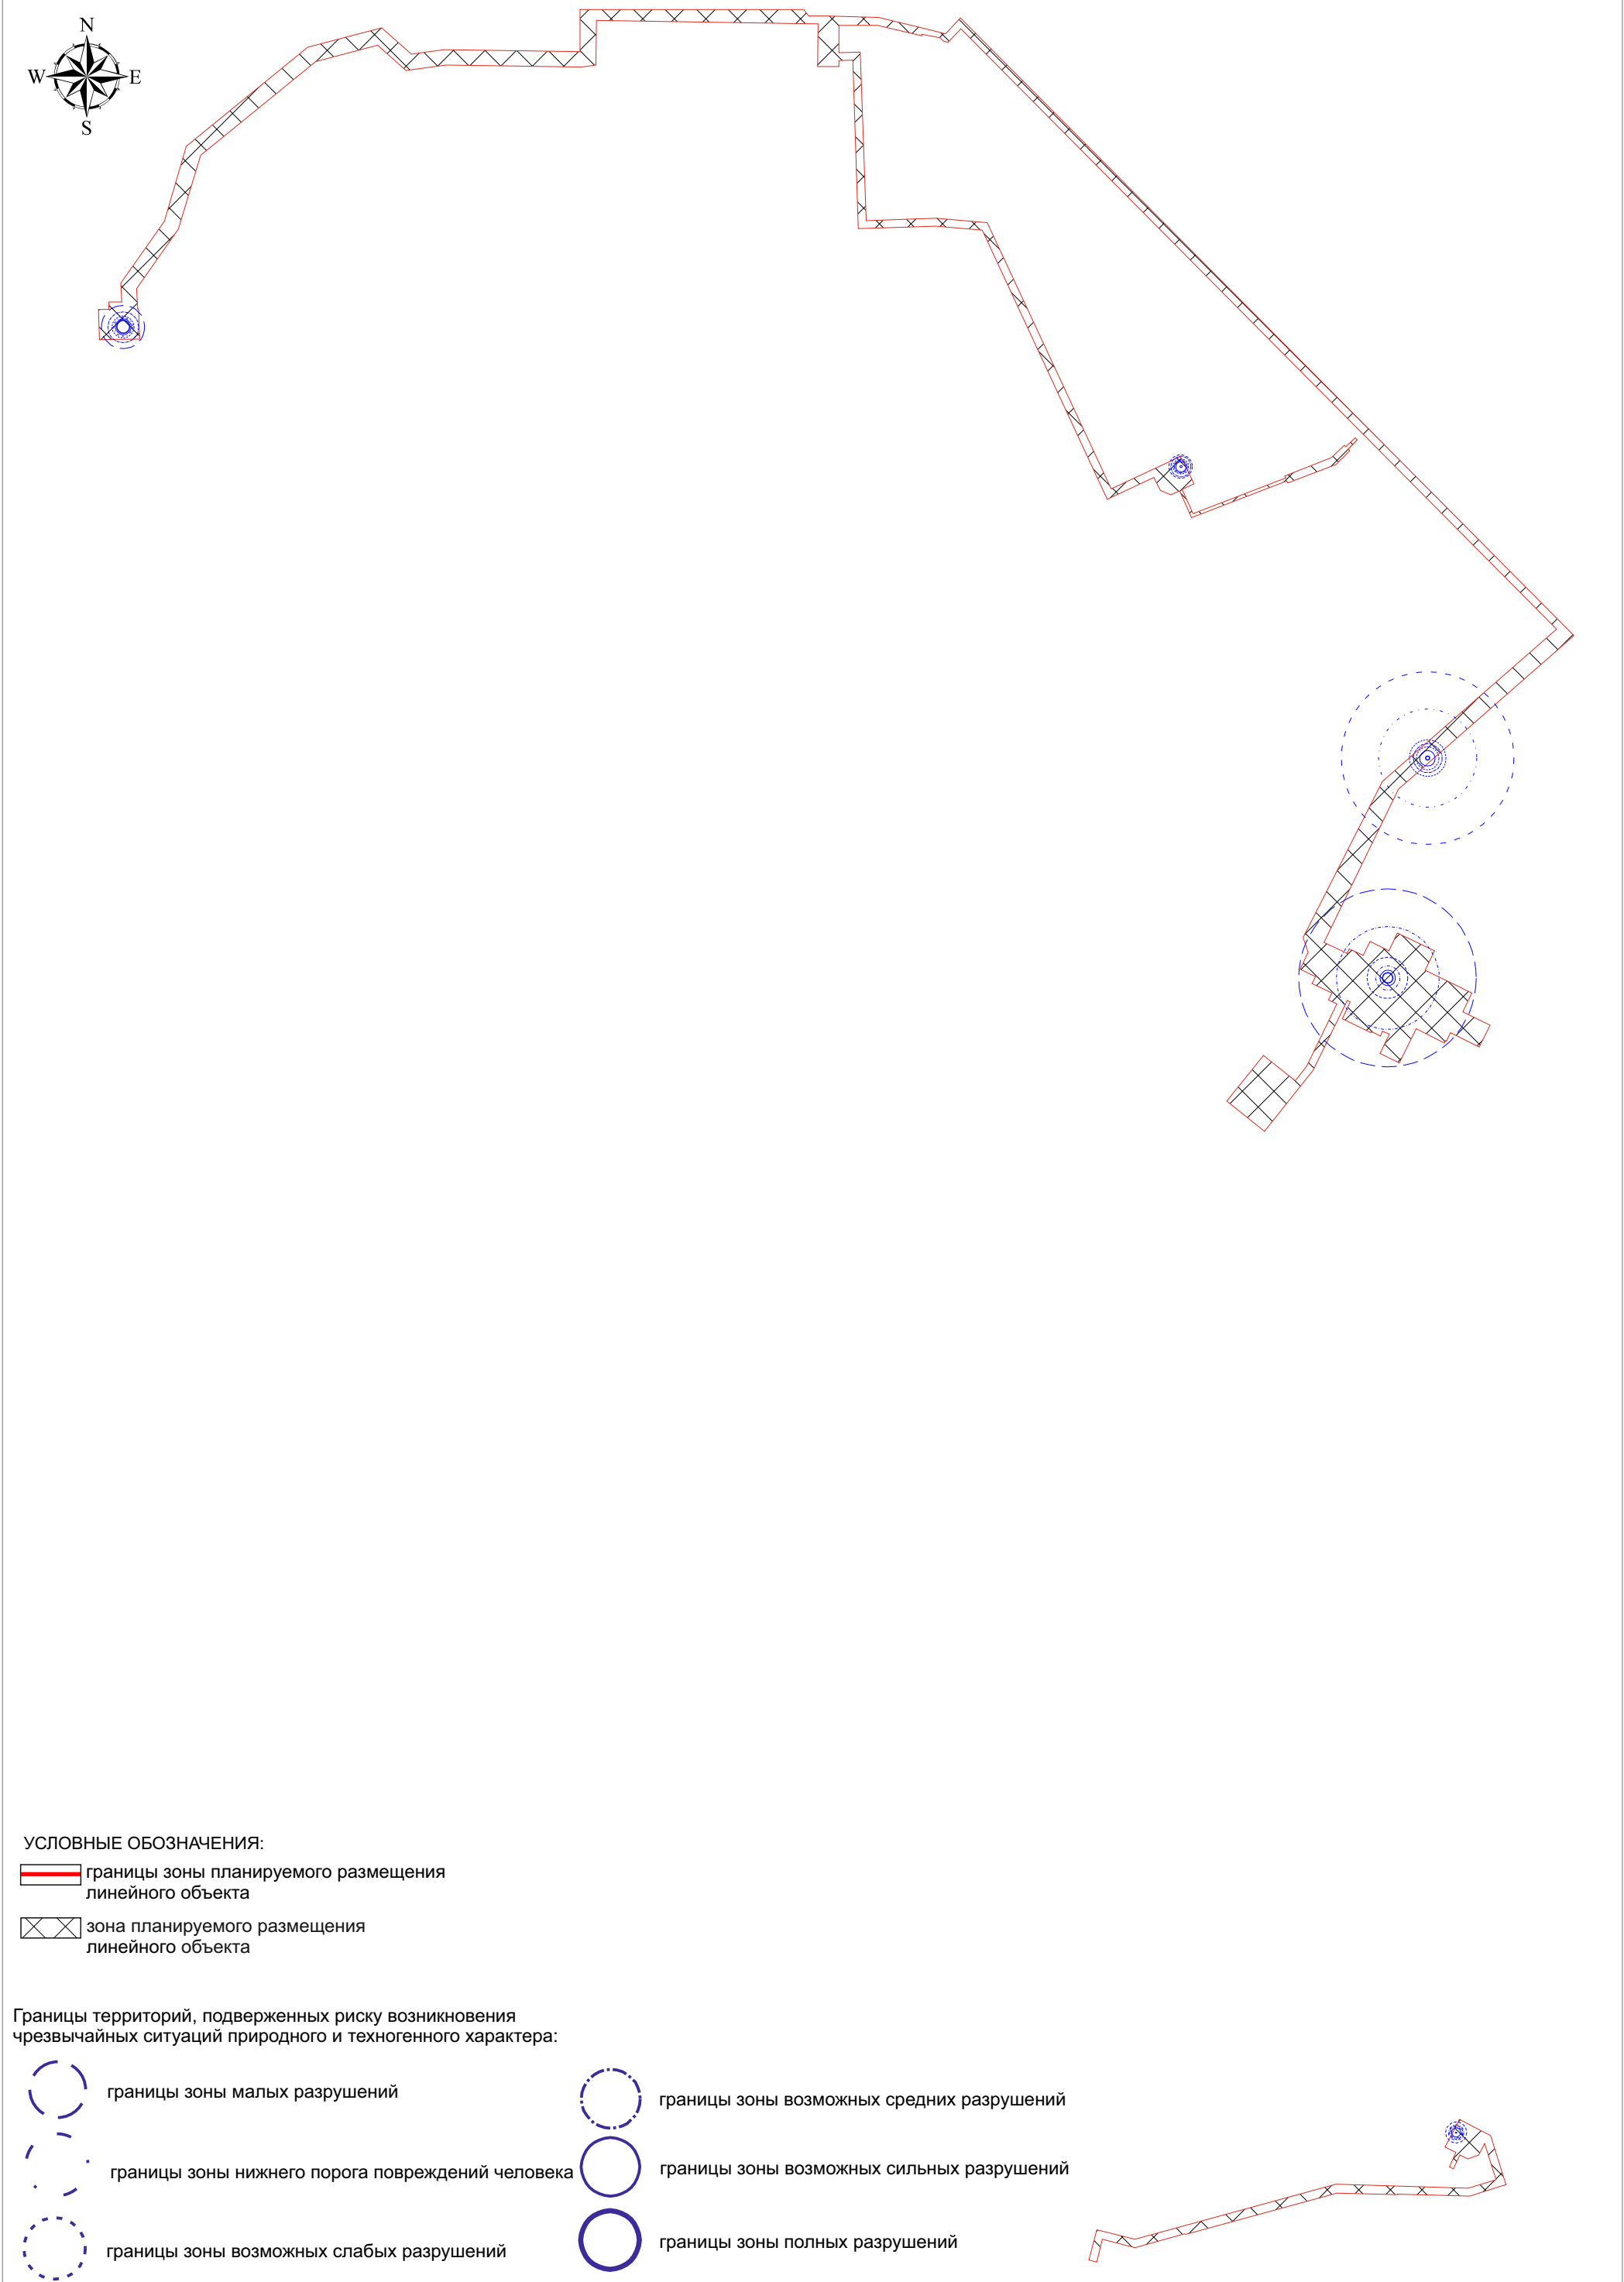 N
W E
S
УСЛОВНЫЕ ОБОЗНАЧЕНИЯ:
границы зоны планируемого размещения
линейного объекта
зона планируемого размещения
линейного объекта
Границы территорий, подверженных риску возникновения
чрезвычайных ситуаций природного и техногенного характера:
границы зоны малых разрушений
границы зоны нижнего порога повреждений человека
границы зоны возможных слабых разрушений
границы зоны возможных средних разрушений
границы зоны возможных сильных разрушений
границы зоны полных разрушений